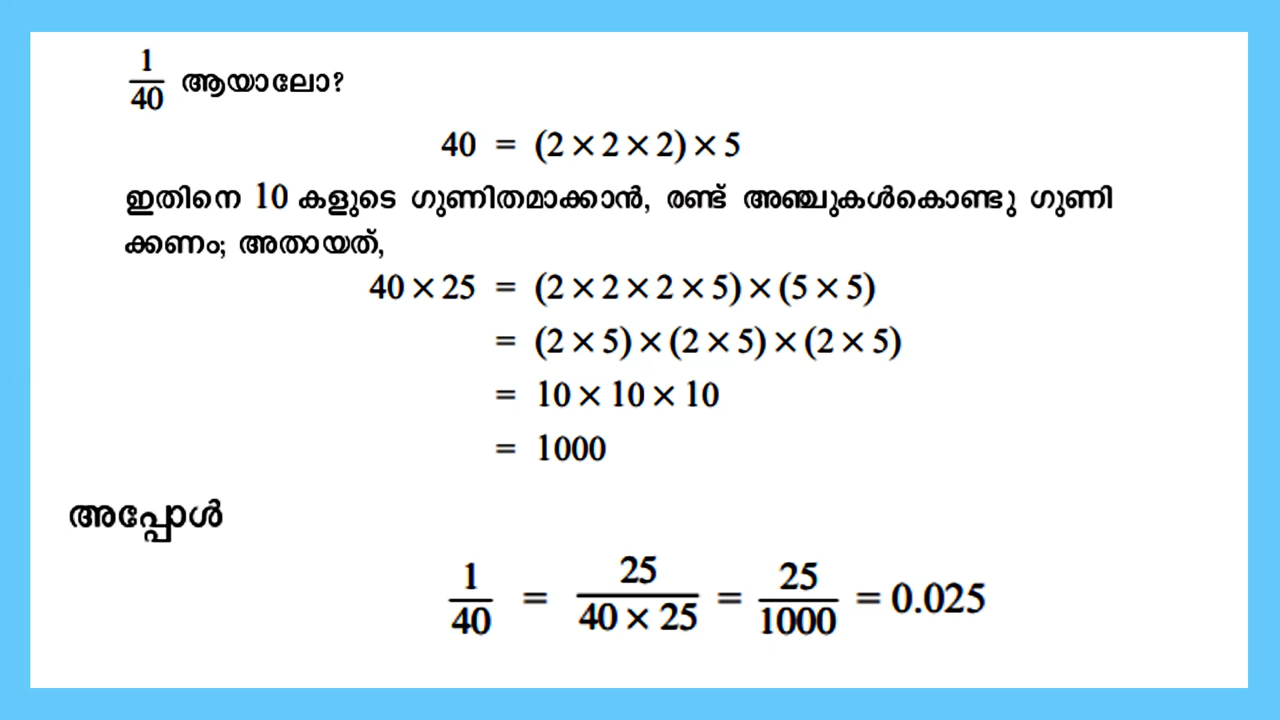 1/40 ആയാലോ?
40 = (2 × 2 × 2) × 5
ഇതിനെ 10 കളുടെ ഗുണിതമാക്കാൻ, രണ്ട് അഞ്ചുകൾകൊണ്ടു ഗുണി
ക്കണം; അതായത്,
40 × 25 = (2 × 2 × 2 × 5) × (5 × 5)
= (2 × 5) × (2 × 5) × (2 × 5)
= 10 × 10 × 10
= 1000
അപ്പോൾ
1/40 = 25/(40 × 25) = 25/1000 = 0.025